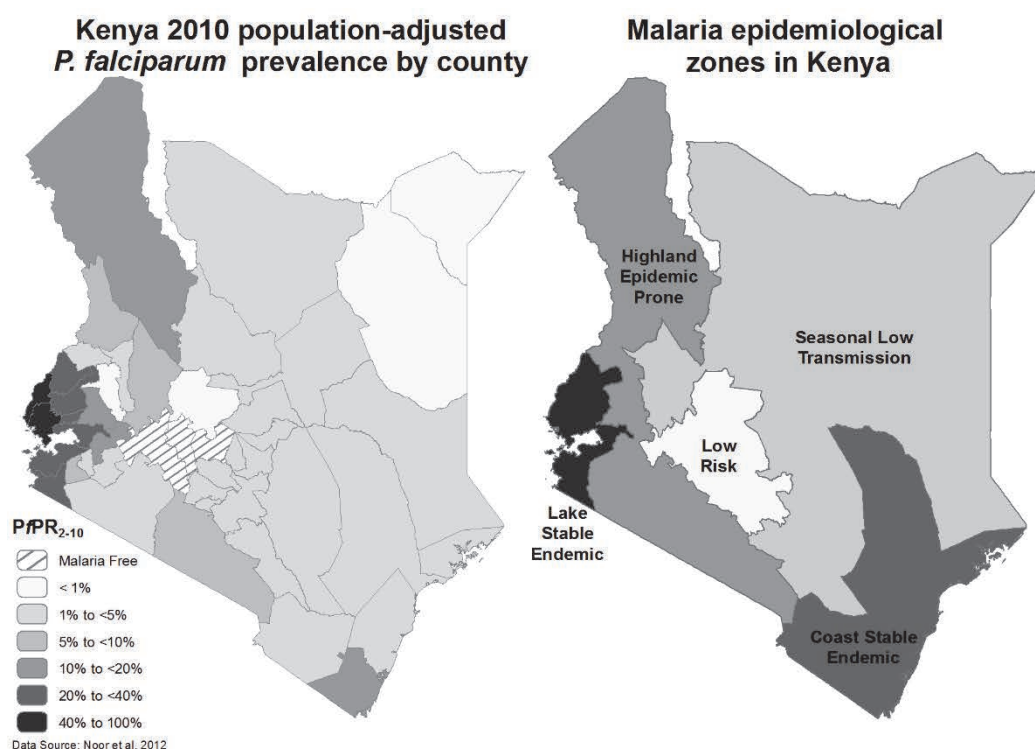 Kenya 2010 population-adjusted
P. falciparum prevalence by county
Malaria epidemiological
zones in Kenya
Highland
Epidemic
Prone
Seasonal Low
Transmission
Low
Risk
Lake
Stable
Endemic
Coast Stable
Endemic
PfPR2-10
Malaria Free
< 1%
1% to <5%
5% to <10%
10% to <20%
20% to <40%
40% to 100%
Data Source: Noor et al. 2012